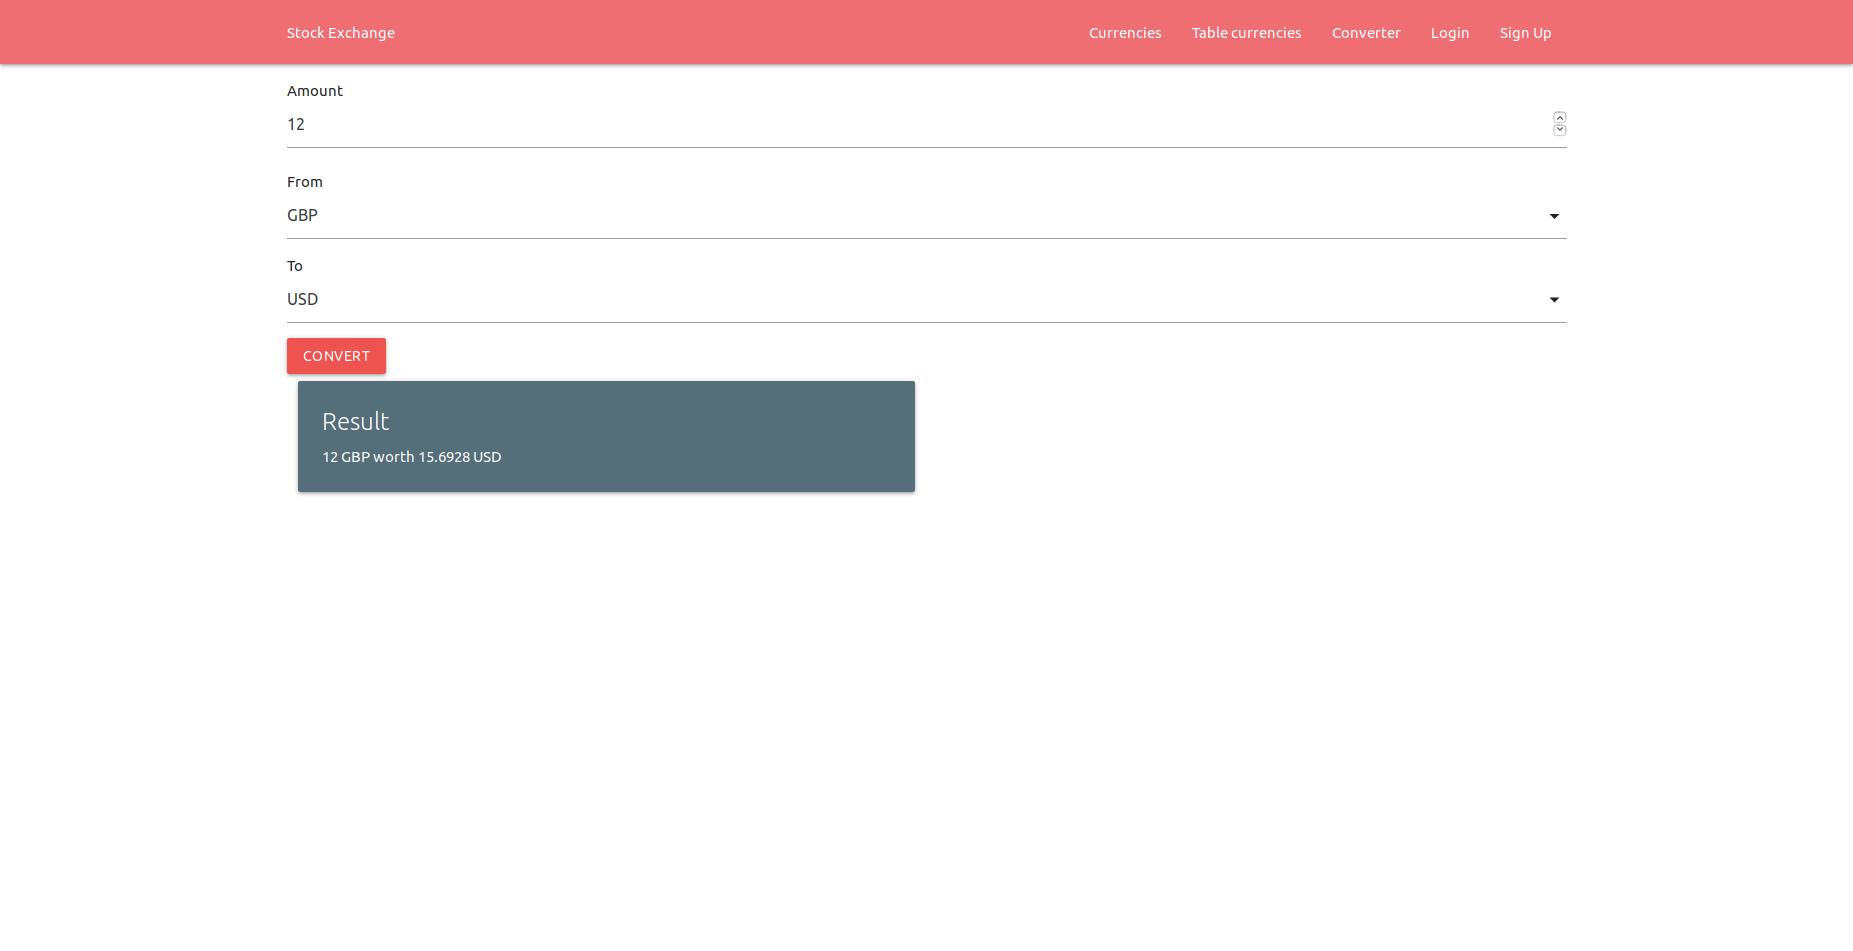 Stock Exchange Currencies Table currencies Converter Login Sign Up
Amount
12
From
GBP
To
USD
CONVERT
Result
12 GBP worth 15.6928 USD